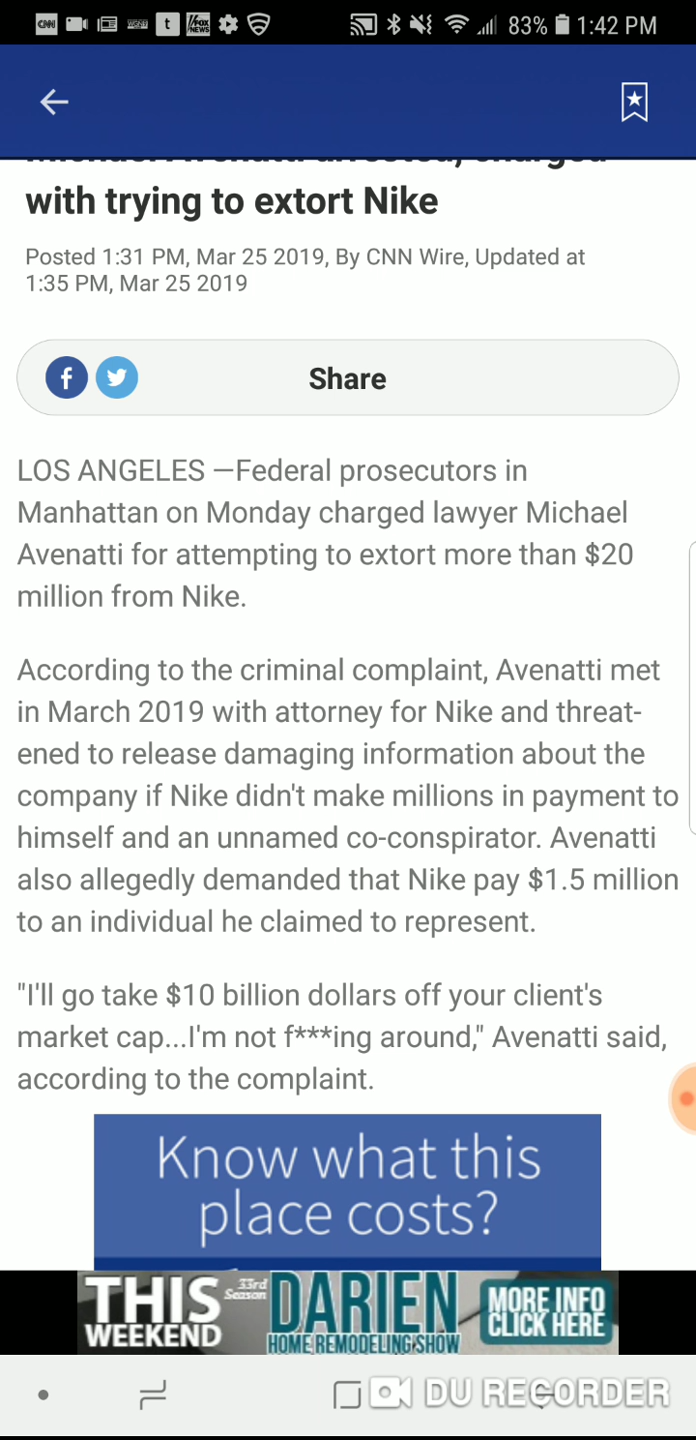 CNN t FOX NEWS 83% 1:42 PM
with trying to extort Nike
Posted 1:31 PM, Mar 25 2019, By CNN Wire, Updated at
1:35 PM, Mar 25 2019
f Share
LOS ANGELES —Federal prosecutors in
Manhattan on Monday charged lawyer Michael
Avenatti for attempting to extort more than $20
million from Nike.
According to the criminal complaint, Avenatti met
in March 2019 with attorney for Nike and threat-
ened to release damaging information about the
company if Nike didn't make millions in payment to
himself and an unnamed co-conspirator. Avenatti
also allegedly demanded that Nike pay $1.5 million
to an individual he claimed to represent.
"I'll go take $10 billion dollars off your client's
market cap...I'm not f***ing around," Avenatti said,
according to the complaint.
Know what this
place costs?
THIS WEEKEND 33rd Season DARIEN HOME REMODELING SHOW MORE INFO CLICK HERE
DU RECORDER